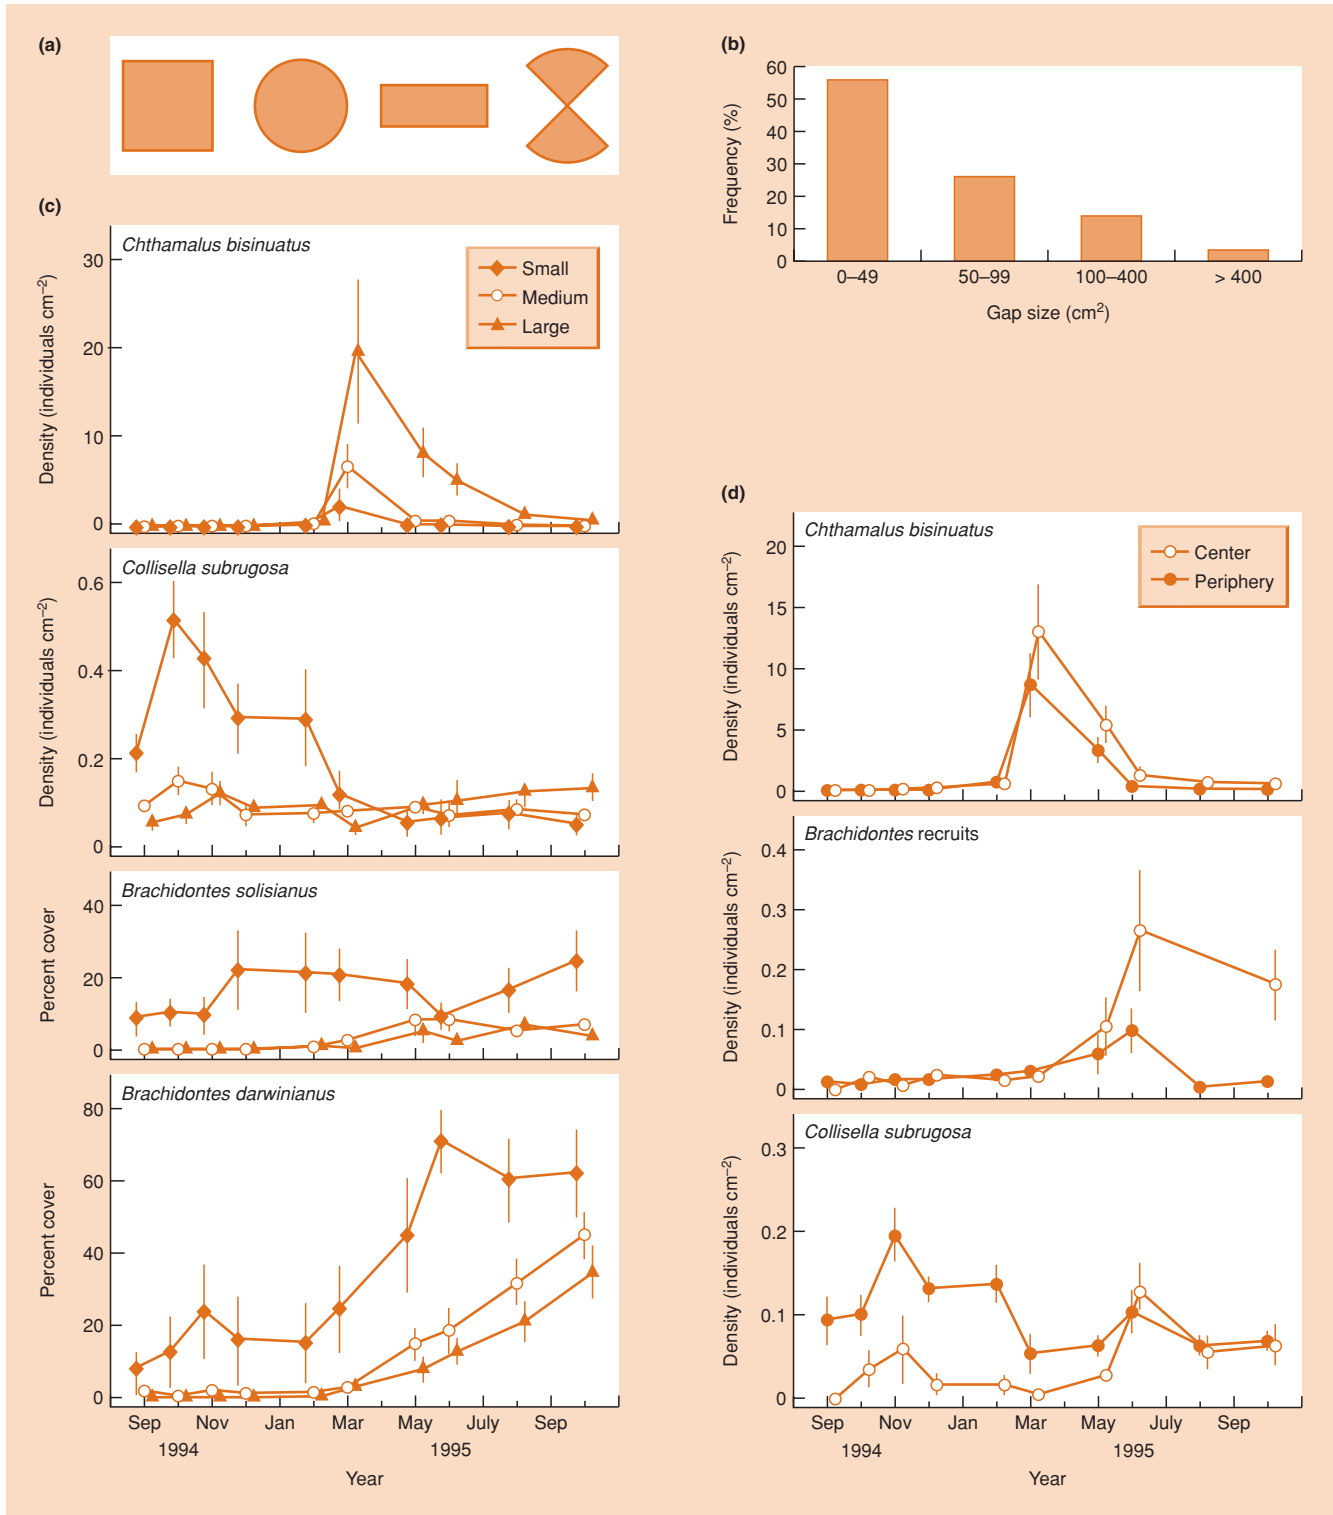 (a)
(b)
Frequency (%)
60
50
40
30
20
10
0
0–49
50–99
100–400
> 400
Gap size (cm²)
(c)
Chthamalus bisinuatus
Small
Medium
Large
Density (individuals cm⁻²)
30
20
10
0
Collisella subrugosa
Density (individuals cm⁻²)
0.6
0.4
0.2
0
Brachidontes solisianus
Percent cover
40
20
0
Brachidontes darwinianus
Percent cover
80
60
40
20
0
Sep
Nov
Jan
Mar
May
July
Sep
1994
1995
Year
(d)
Chthamalus bisinuatus
Center
Periphery
Density (individuals cm⁻²)
20
15
10
5
0
Brachidontes recruits
Density (individuals cm⁻²)
0.4
0.3
0.2
0.1
0
Collisella subrugosa
Density (individuals cm⁻²)
0.3
0.2
0.1
0
Sep
Nov
Jan
Mar
May
July
Sep
1994
1995
Year